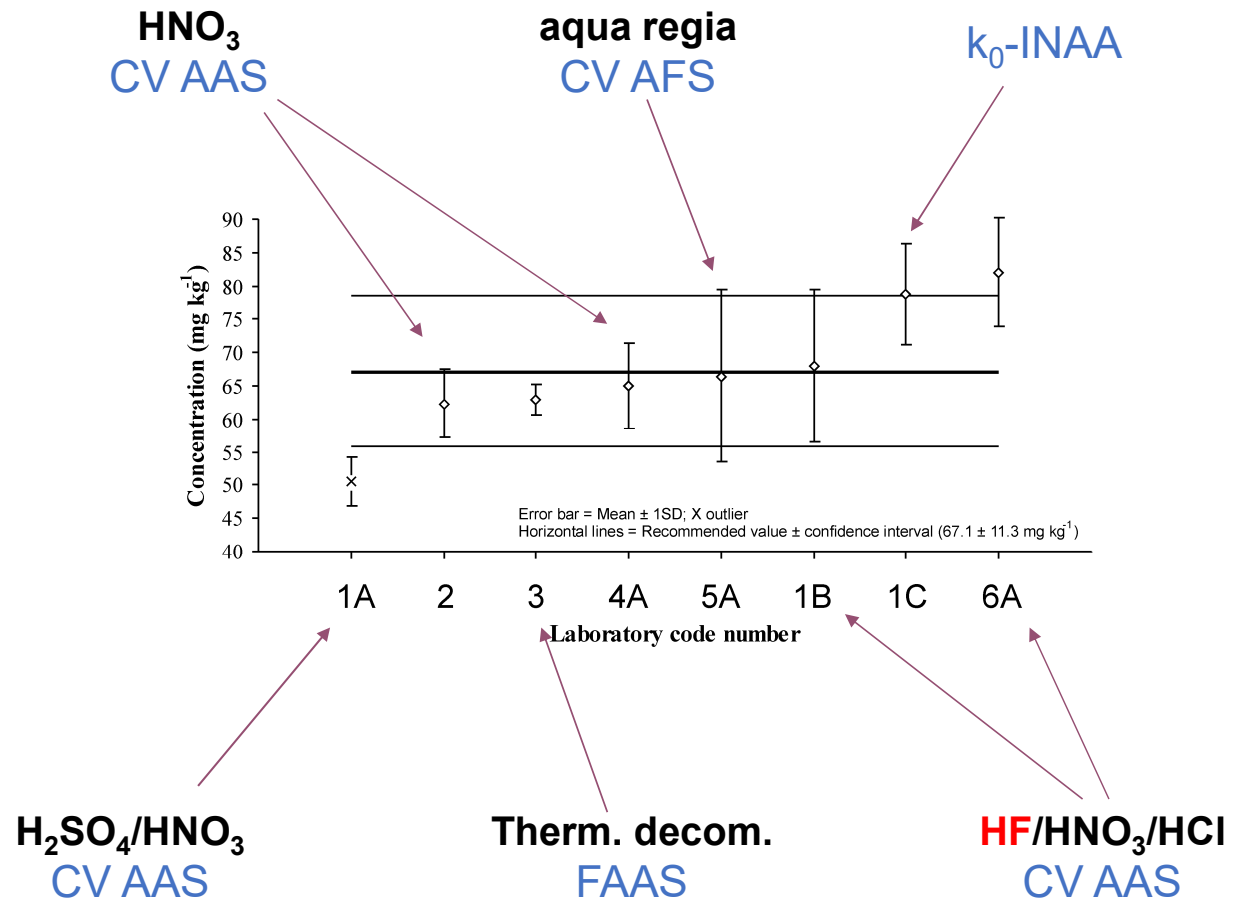 HNO3
CV AAS
aqua regia
CV AFS
k0-INAA
Concentration (mg kg-1)
90
85
80
75
70
65
60
55
50
45
40
Error bar = Mean ± 1SD; X outlier
Horizontal lines = Recommended value ± confidence interval (67.1 ± 11.3 mg kg-1)
1A 2 3 4A 5A 1B 1C 6A
Laboratory code number
H2SO4/HNO3
CV AAS
Therm. decom.
FAAS
HF/HNO3/HCl
CV AAS